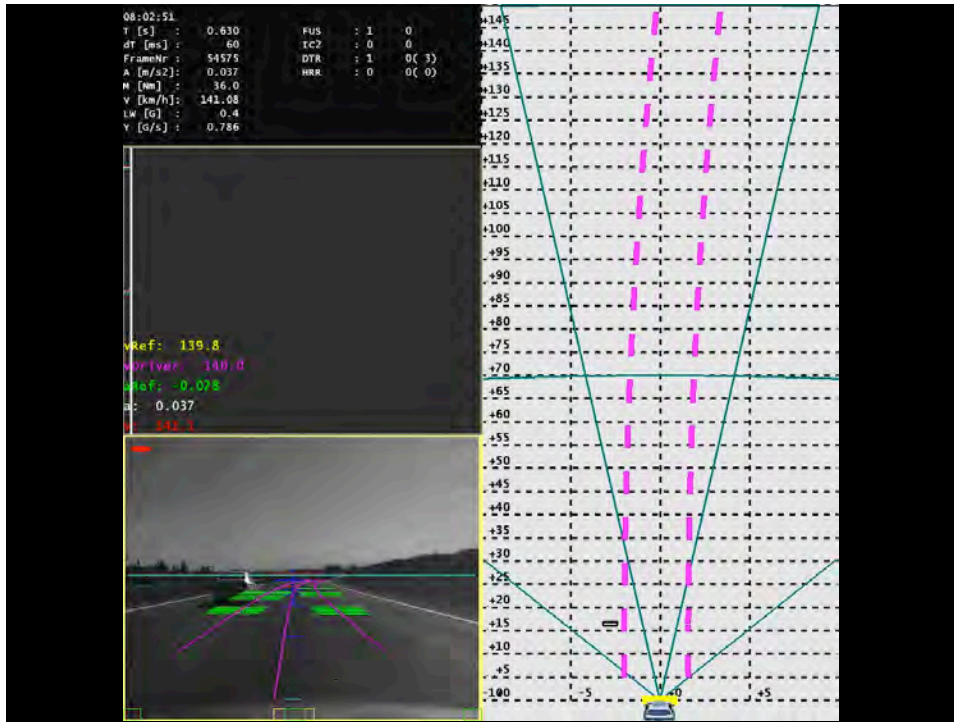 08:02:51
T [s] : 0.630 FUS : 1 0
dT [ms] : 60 IC2 : 0 0
FrameNr : 54575 DTR : 1 0( 3)
A [m/s2]: 0.037 HRR : 0 0( 0)
M [Nm] : 36.0
V [km/h]: 141.08
LW [G] : 0.4
Y [G/s] : 0.786
vRef: 139.8
vDriver: 140.0
aRef: -0.078
a: 0.037
+145
+140
+135
+130
+125
+120
+115
+110
+105
+100
+95
+90
+85
+80
+75
+70
+65
+60
+55
+50
+45
+40
+35
+30
+25
+20
+15
+10
+5
-5 +0 +5